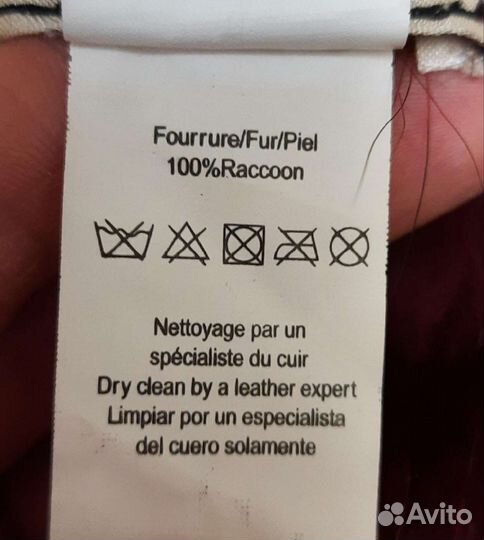 Fourrure/Fur/Piel
100%Raccoon
Nettoyage par un
spécialiste du cuir
Dry clean by a leather expert
Limpiar por un especialista
del cuero solamente
Avito